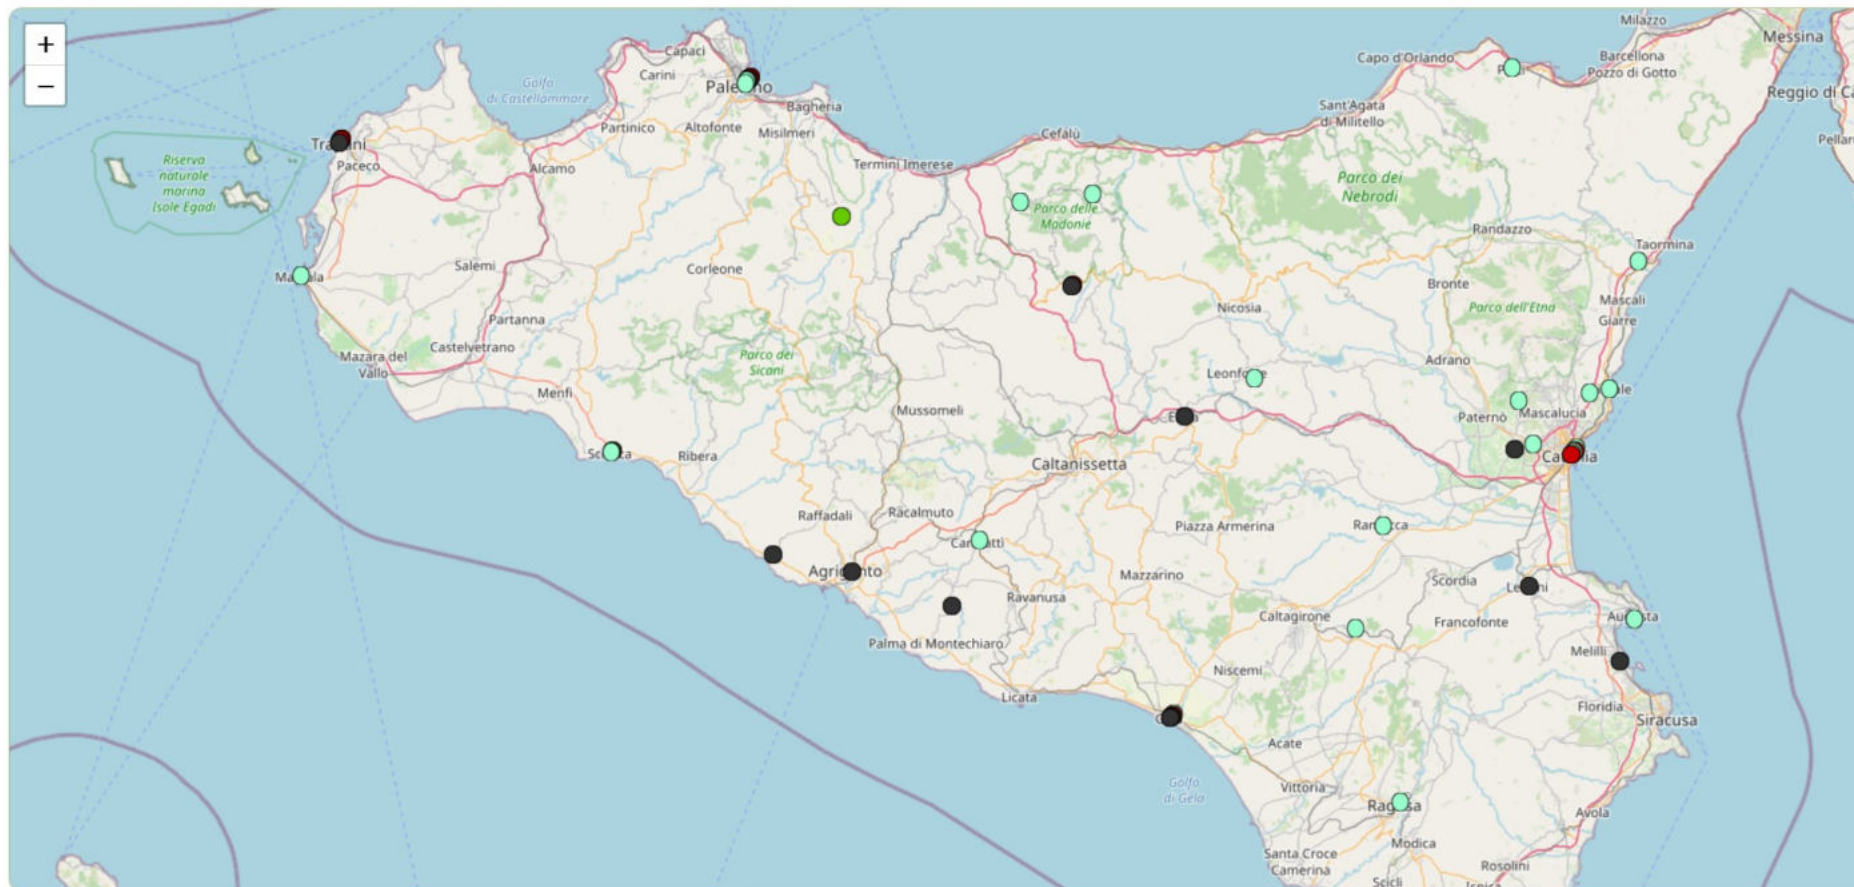 +
−
Milazzo
Messina
Capaci
Capo d'Orlando
Barcellona
Pozzo di Gotto
Carini
Golfo
di Castellammare
Reggio di Ca
Bagheria
Sant'Agata
di Militello
Partinico
Altofonte
Misilmeri
Cefalù
Pellar
Paceco
Riserva
naturale
marina
Isole Egadi
Alcamo
Termini Imerese
Parco dei
Nebrodi
Parco delle
Madonie
Randazzo
Taormina
Salemi
Corleone
Bronte
Mascali
Nicosia
Parco dell'Etna
Giarre
Partanna
Castelvetrano
Mazara del
Vallo
Parco dei
Sicani
Adrano
Menfi
Mussomeli
Paternò
Mascalucia
Ribera
Caltanissetta
Raffadali
Racalmuto
Piazza Armerina
Mazzarino
Scordia
Ravanusa
Caltagirone
Francofonte
Palma di Montechiaro
Melilli
Niscemi
Licata
Floridia
Siracusa
Acate
Golfo
di Gela
Vittoria
Avola
Modica
Santa Croce
Camerina
Rosolini
Scicli